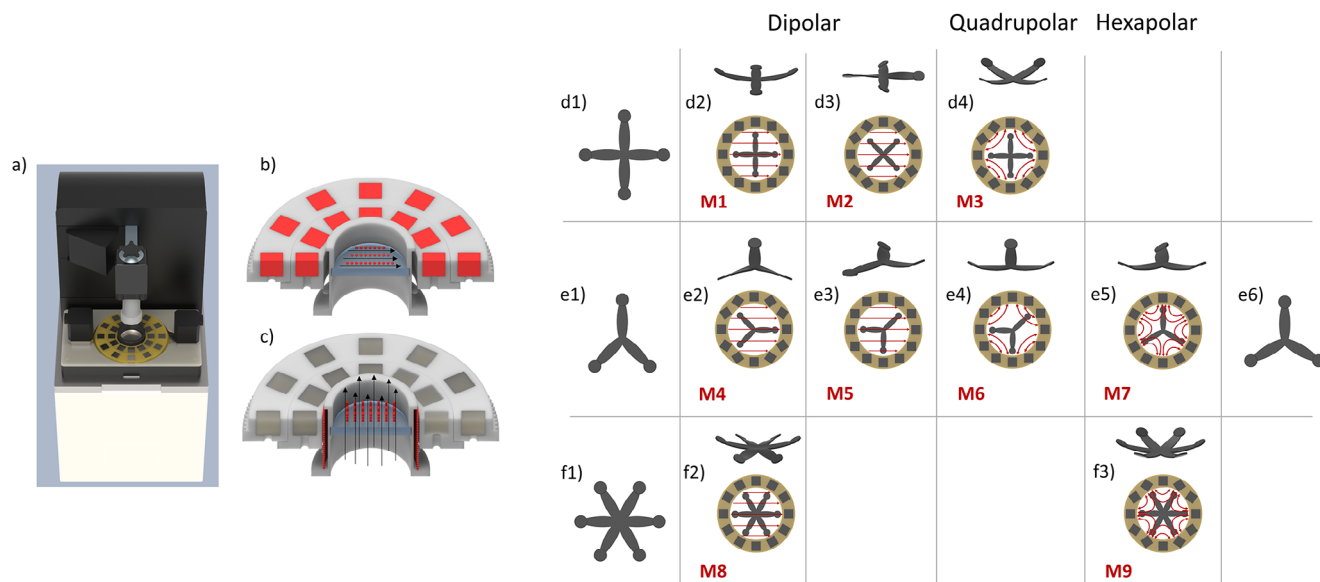 Dipolar Quadrupolar Hexapolar
a)
b)
c)
d1) d2) d3) d4)
M1 M2 M3
e1) e2) e3) e4) e5) e6)
M4 M5 M6 M7
f1) f2) f3)
M8 M9